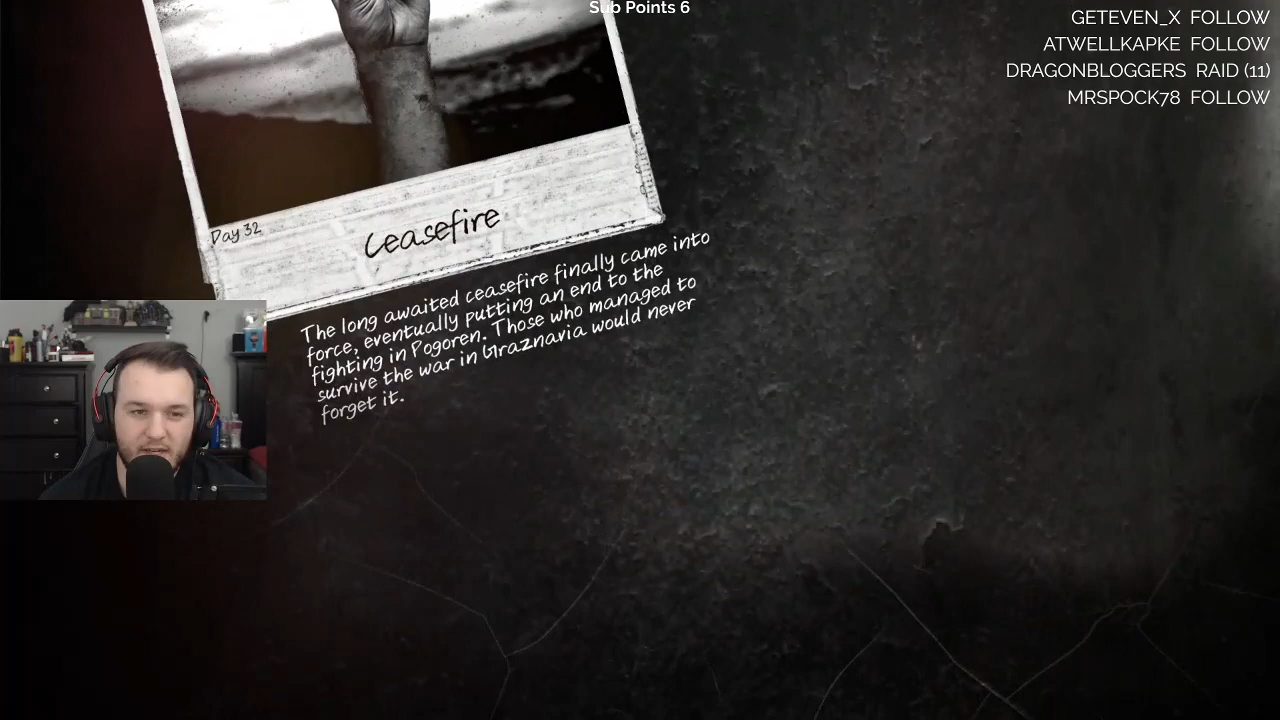 Sub Points 6
GETEVEN_X FOLLOW
ATWELLKAPKE FOLLOW
DRAGONBLOGGERS RAID (11)
MRSPOCK78 FOLLOW
Day 32
Ceasefire
The long awaited ceasefire finally came into
force, eventually putting an end to the
fighting in Pogoren. Those who managed to
survive the war in Graznavia would never
forget it.